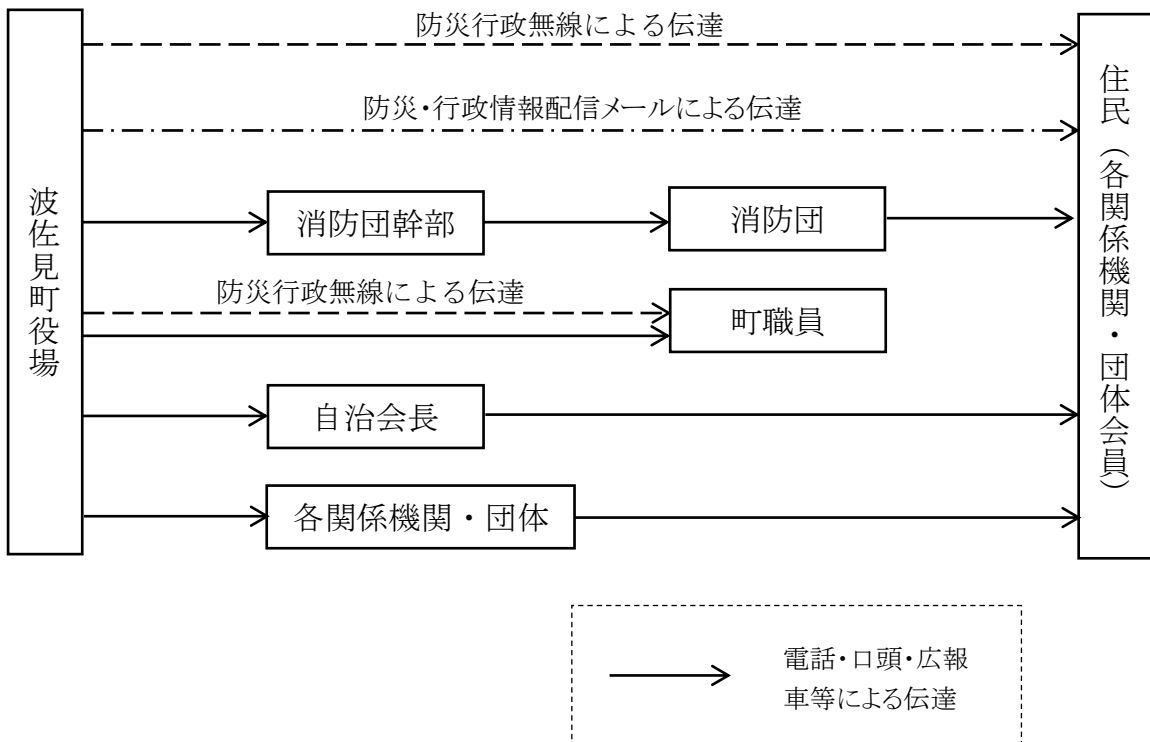 防災行政無線による伝達
防災・行政情報配信メールによる伝達
波佐見町役場
消防団幹部
消防団
防災行政無線による伝達
町職員
自治会長
各関係機関・団体
住民（各関係機関・団体会員）
電話・口頭・広報
車等による伝達